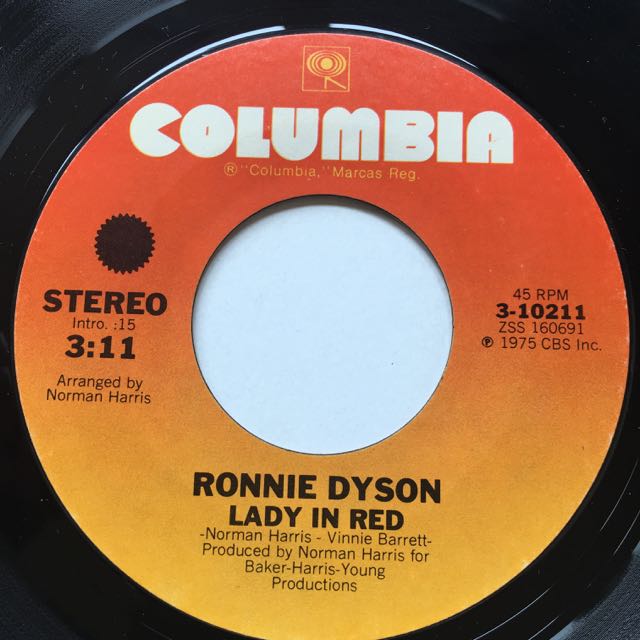 COLUMBIA
®"Columbia," Marcas Reg.
STEREO
Intro. :15
3:11
Arranged by
Norman Harris
45 RPM
3-10211
ZSS 160691
℗ 1975 CBS Inc.
RONNIE DYSON
LADY IN RED
-Norman Harris - Vinnie Barrett-
Produced by Norman Harris for
Baker-Harris-Young
Productions